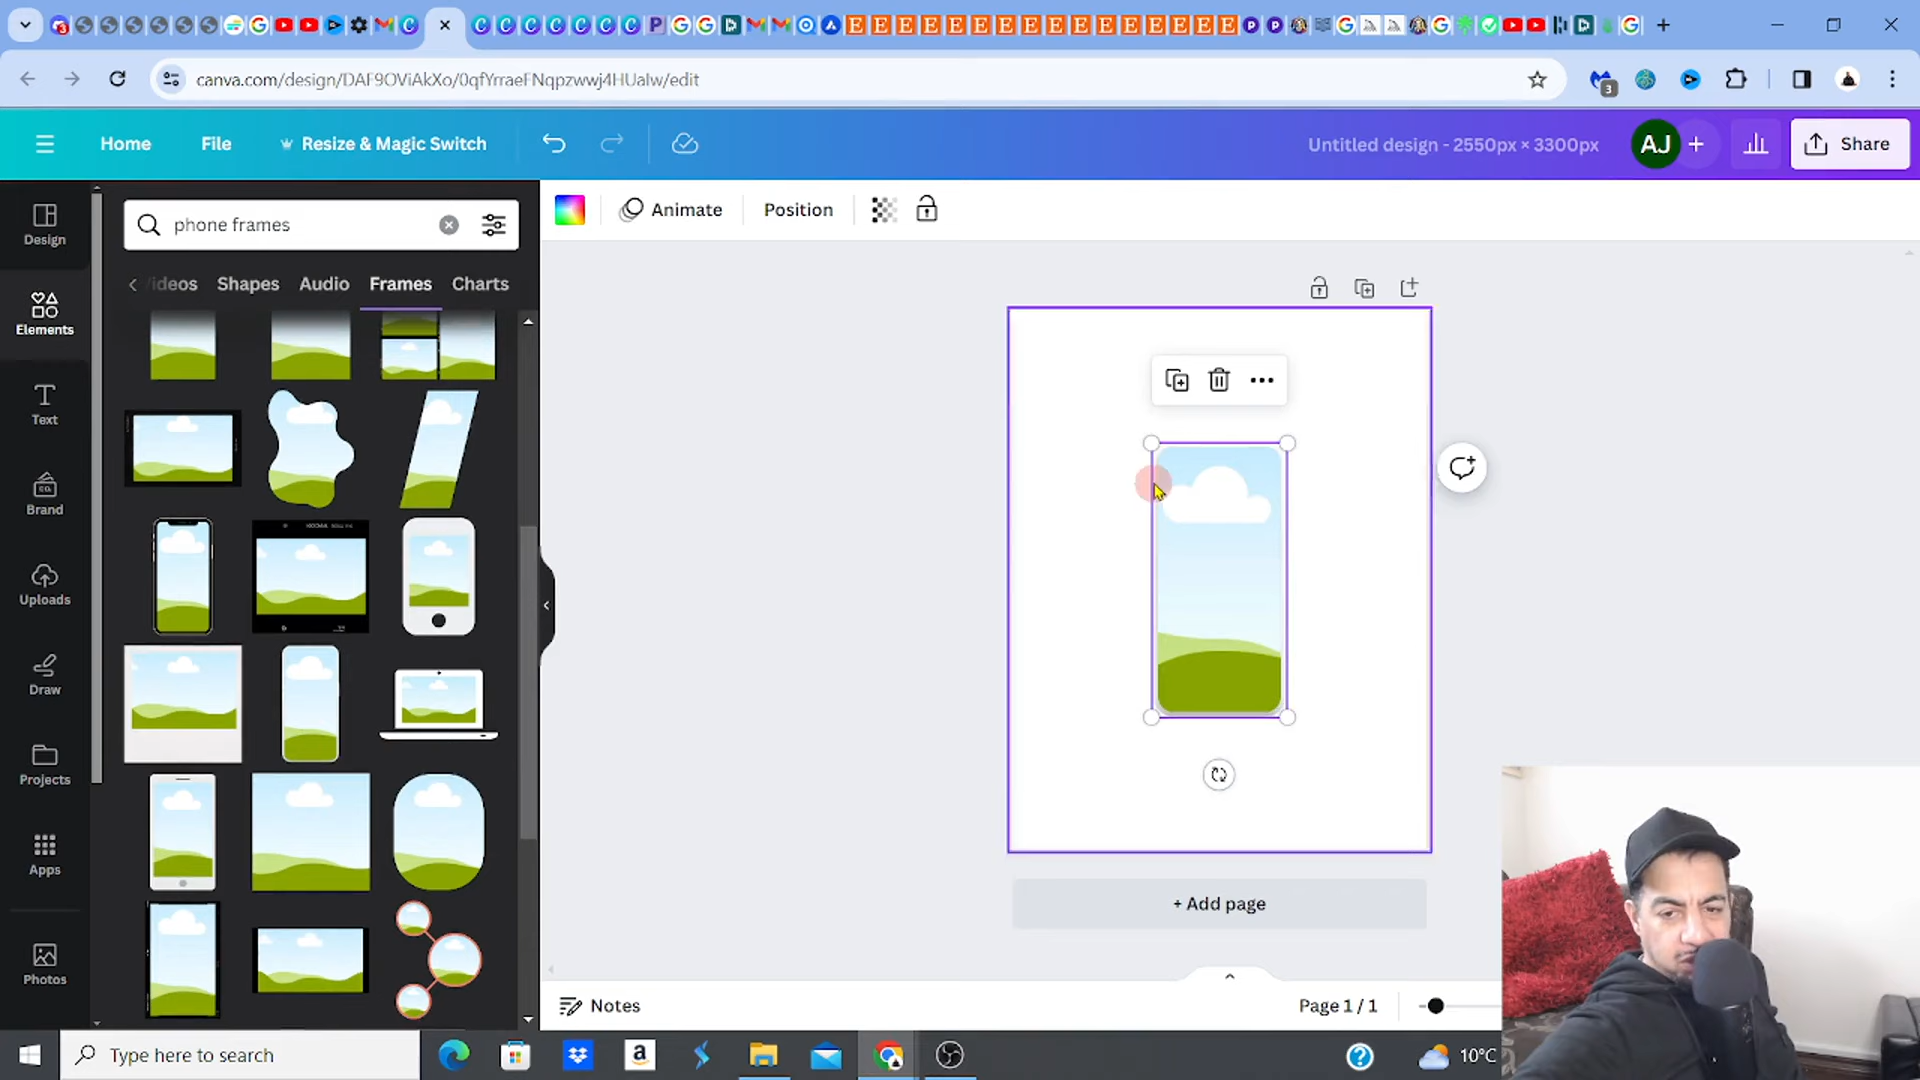 canva.com/design/DAF9OViAkXo/0qfYrraeFNqpzwwj4HUaIw/edit
3
Home
File
Resize & Magic Switch
Untitled design - 2550px × 3300px
AJ
Share
Design
Elements
Text
Brand
Uploads
Draw
Projects
Apps
Photos
phone frames
Shapes
Audio
Frames
Charts
Animate
Position
+ Add page
Notes
Page 1 / 1
Type here to search
10°C